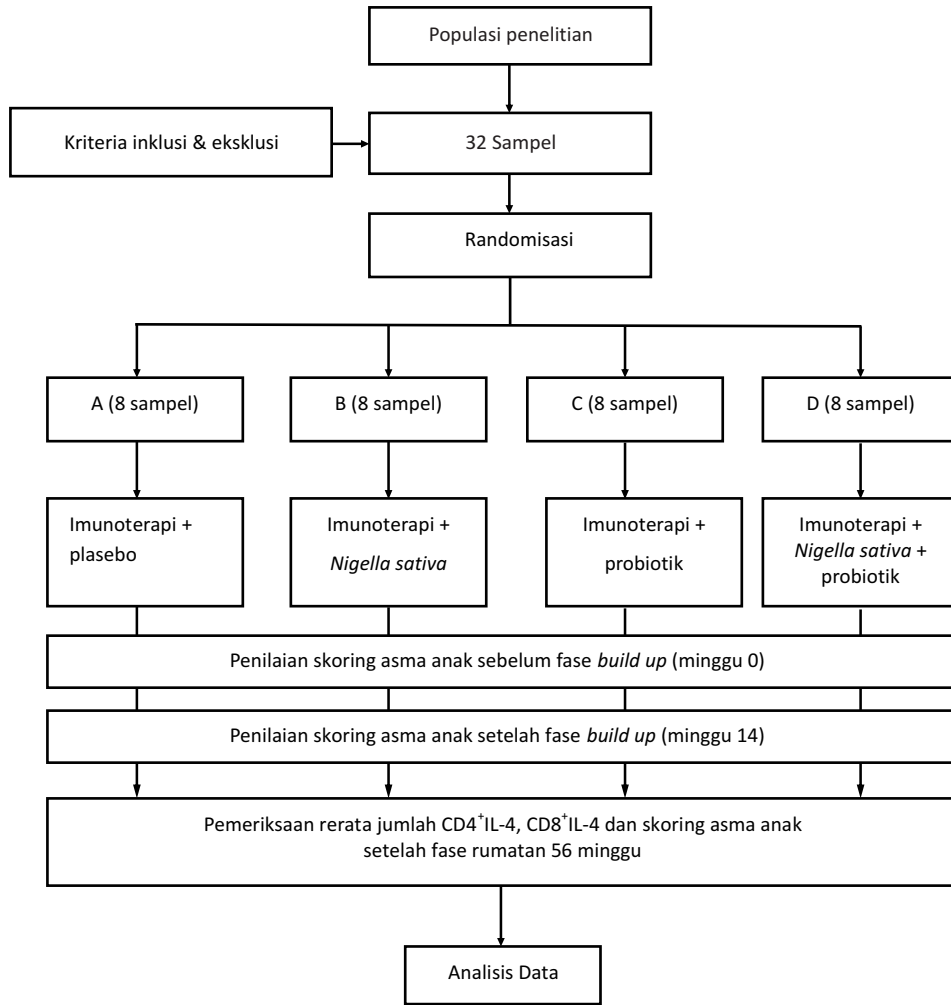 Populasi penelitian
Kriteria inklusi & eksklusi
32 Sampel
Randomisasi
A (8 sampel)
B (8 sampel)
C (8 sampel)
D (8 sampel)
Imunoterapi +
plasebo
Imunoterapi +
Nigella sativa
Imunoterapi +
probiotik
Imunoterapi +
Nigella sativa +
probiotik
Penilaian skoring asma anak sebelum fase build up (minggu 0)
Penilaian skoring asma anak setelah fase build up (minggu 14)
Pemeriksaan rerata jumlah CD4⁺IL-4, CD8⁺IL-4 dan skoring asma anak
setelah fase rumatan 56 minggu
Analisis Data